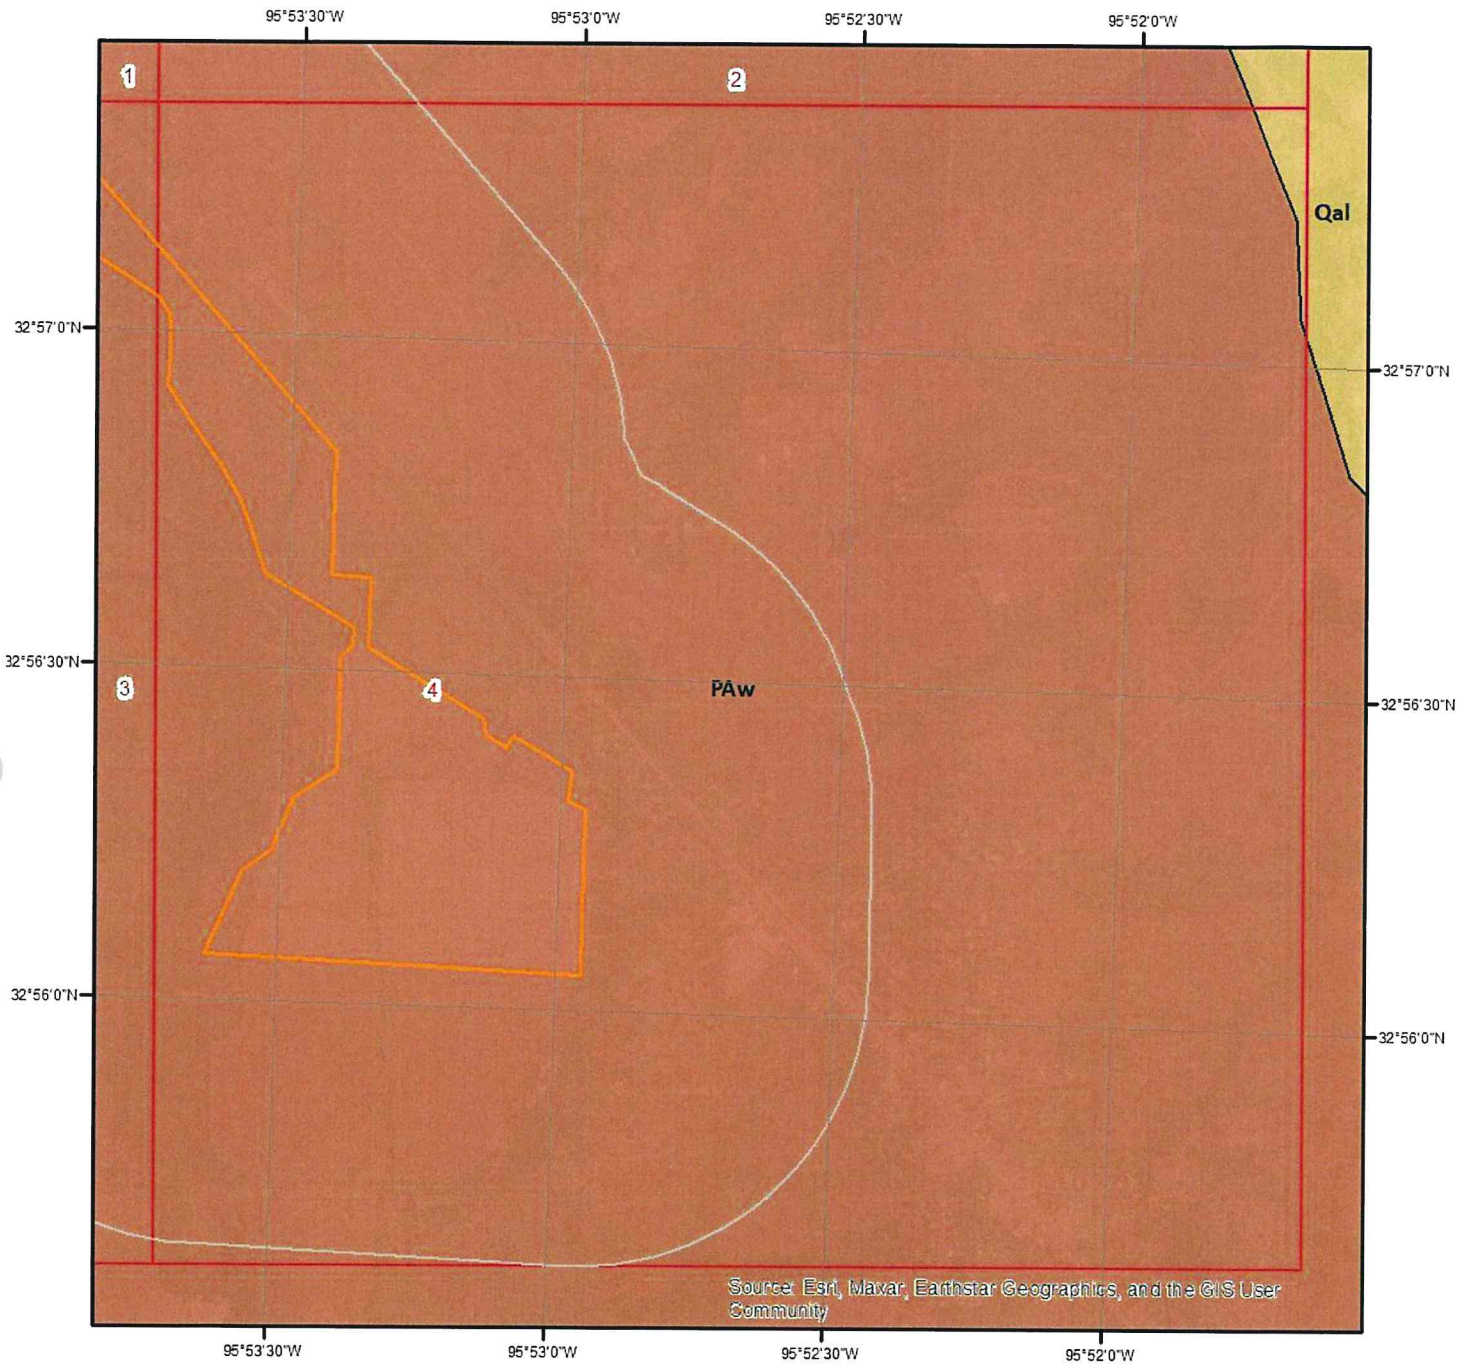 95°53'30"W 95°53'0"W 95°52'30"W 95°52'0"W
1 2
Qal
32°57'0"N 32°57'0"N
32°56'30"N 32°56'30"N
3 4 PAw
32°56'0"N 32°56'0"N
Source: Esri, Maxar, Earthstar Geographics, and the GIS User
Community
95°53'30"W 95°53'0"W 95°52'30"W 95°52'0"W